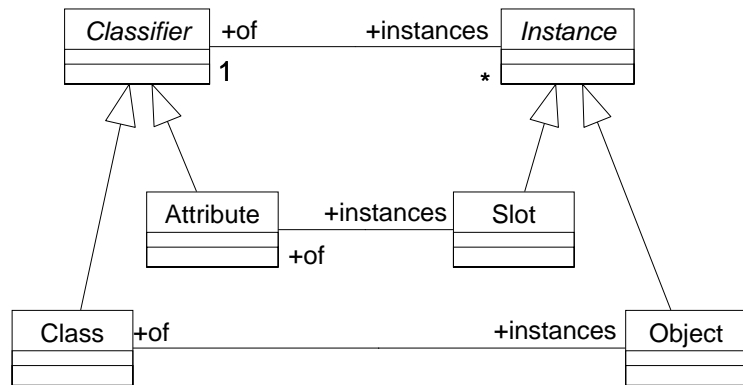 Classifier
+of
+instances
Instance
1
*
Attribute
+instances
Slot
+of
Class
+of
+instances
Object